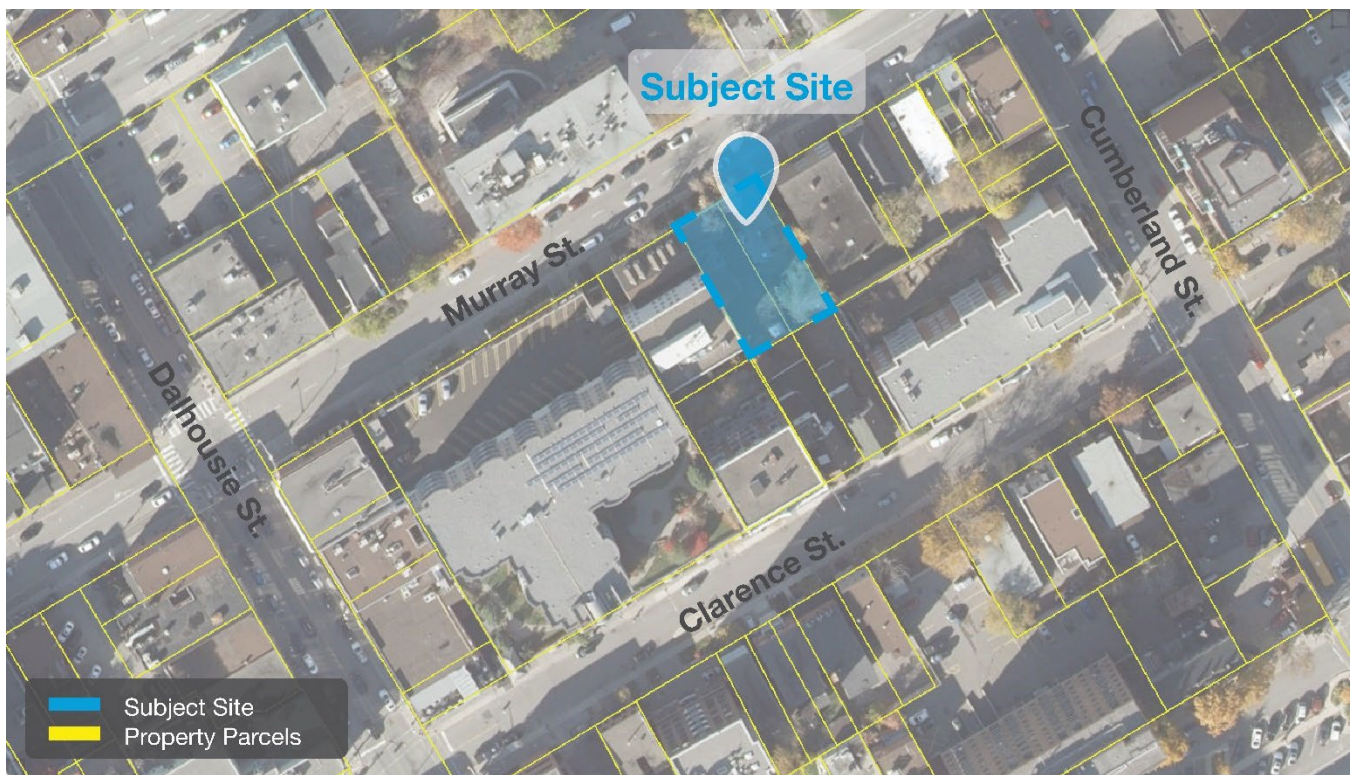 Subject Site
Cumberland St.
Murray St.
Dalhousie St.
Clarence St.
Subject Site
Property Parcels